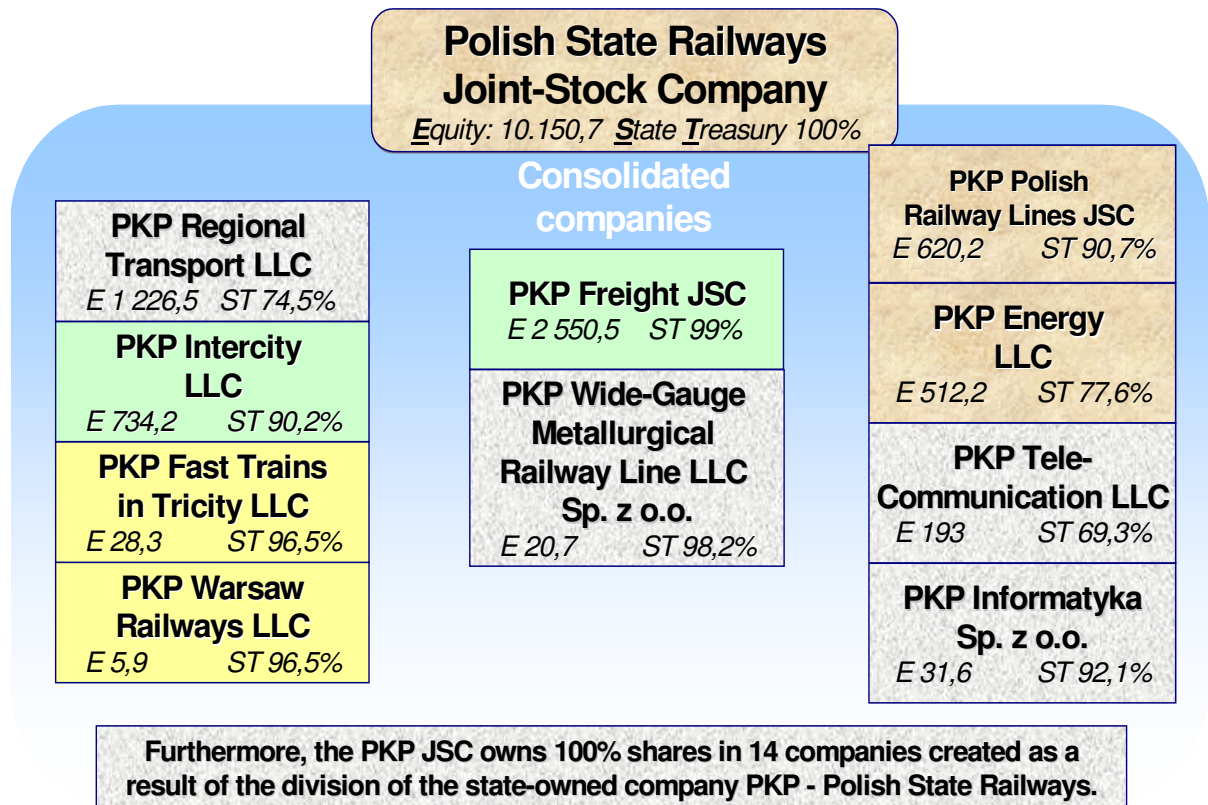 Polish State Railways
Joint-Stock Company
Equity: 10.150,7 State Treasury 100%
Consolidated
companies
PKP Regional
Transport LLC
E 1 226,5 ST 74,5%
PKP Intercity
LLC
E 734,2 ST 90,2%
PKP Fast Trains
in Tricity LLC
E 28,3 ST 96,5%
PKP Warsaw
Railways LLC
E 5,9 ST 96,5%
PKP Freight JSC
E 2 550,5 ST 99%
PKP Wide-Gauge
Metallurgical
Railway Line LLC
Sp. z o.o.
E 20,7 ST 98,2%
PKP Polish
Railway Lines JSC
E 620,2 ST 90,7%
PKP Energy
LLC
E 512,2 ST 77,6%
PKP Tele-
Communication LLC
E 193 ST 69,3%
PKP Informatyka
Sp. z o.o.
E 31,6 ST 92,1%
Furthermore, the PKP JSC owns 100% shares in 14 companies created as a
result of the division of the state-owned company PKP - Polish State Railways.